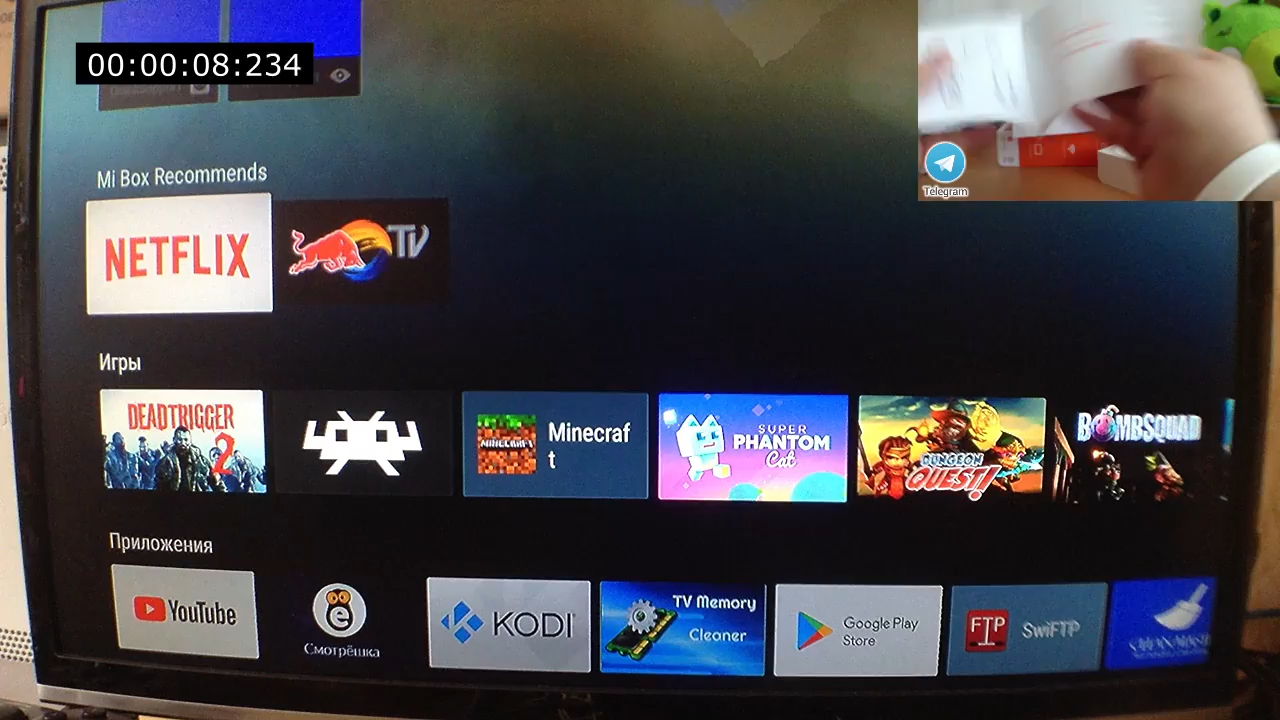 00:00:08:234
Telegram
Mi Box Recommends
NETFLIX
TV
Игры
DEADTRIGGER
2
MINECRAFT
Minecraf
t
SUPER
PHANTOM
Cat
DUNGEON
QUEST!
BOMBSQUAD
Приложения
YouTube
е
Смотрёшка
KODI
TV Memory
Cleaner
Google Play
Store
FTP
SwiFTP